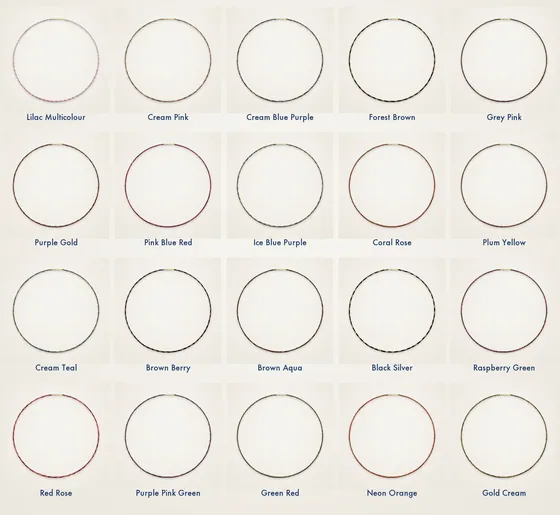 Lilac Multicolour
Cream Pink
Cream Blue Purple
Forest Brown
Grey Pink
Purple Gold
Pink Blue Red
Ice Blue Purple
Coral Rose
Plum Yellow
Cream Teal
Brown Berry
Brown Aqua
Black Silver
Raspberry Green
Red Rose
Purple Pink Green
Green Red
Neon Orange
Gold Cream